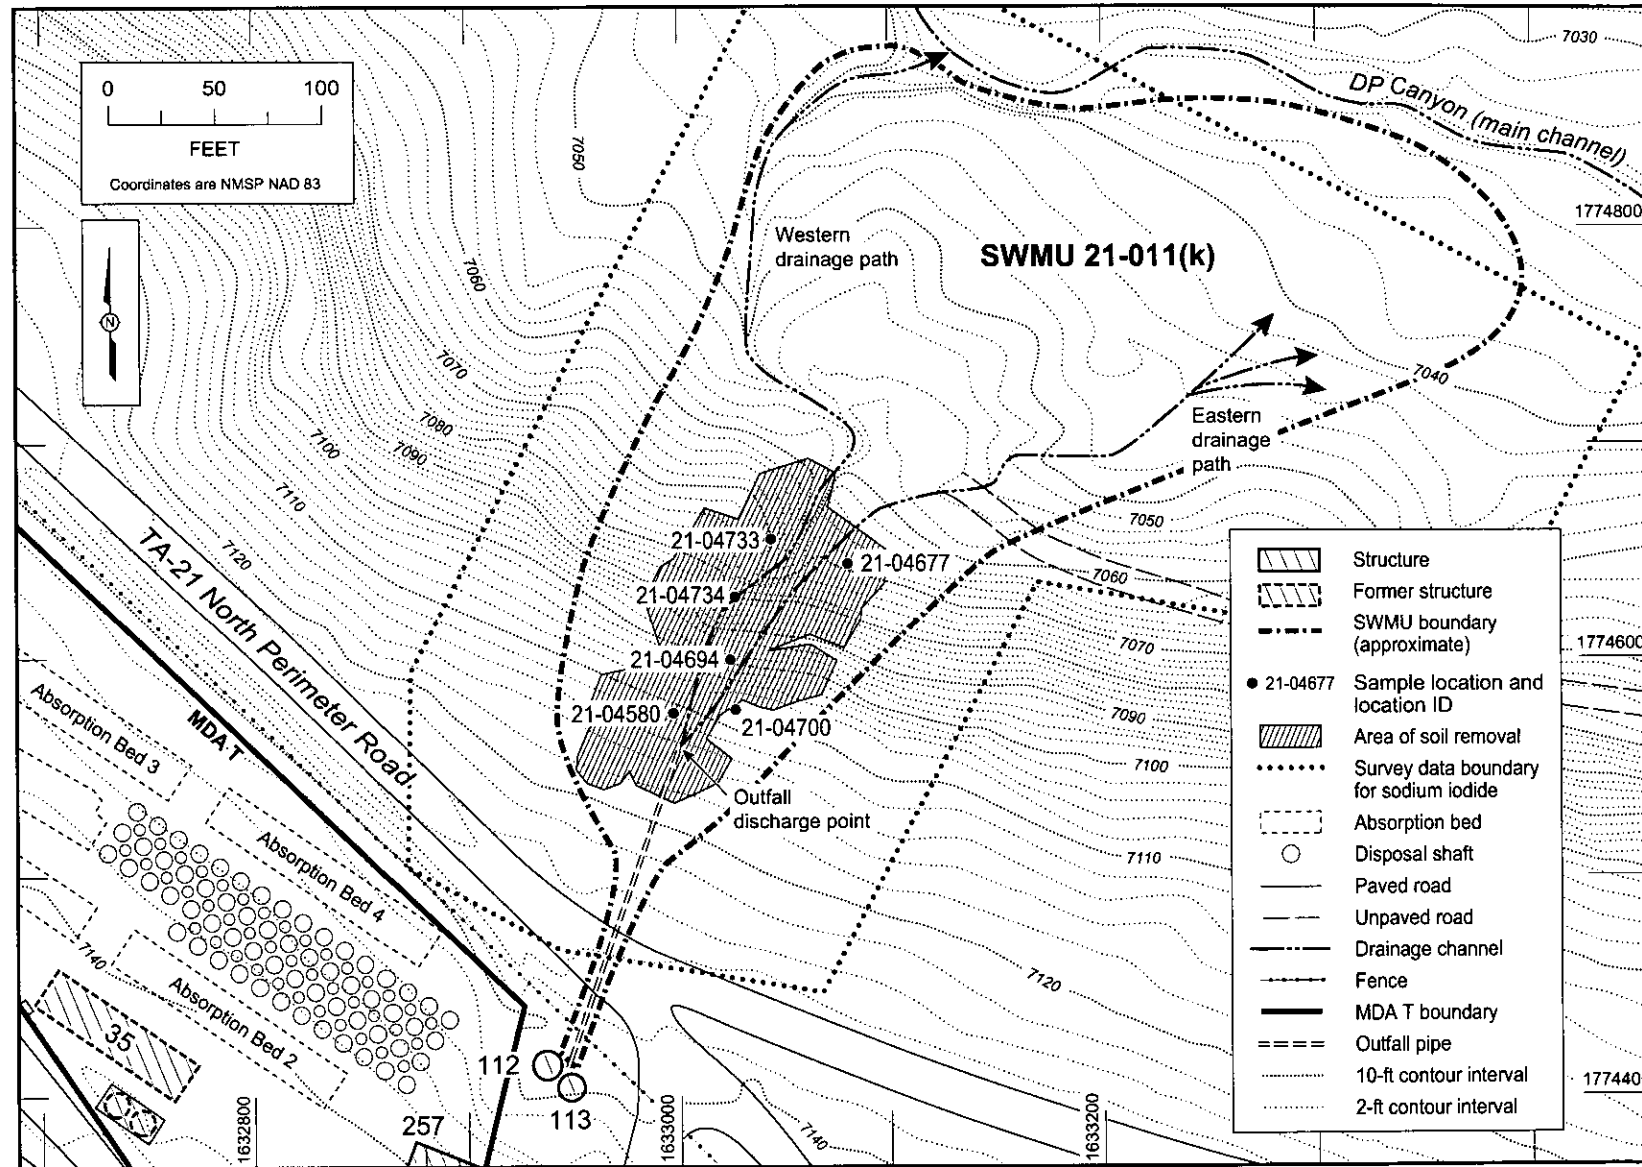 0 50 100
FEET
Coordinates are NMSP NAD 83
N
7030
DP Canyon (main channel)
7050
1774800
Western
drainage path
SWMU 21-011(k)
7060
7070
7040
7080
7090
7100
Eastern
drainage
path
7110
7050
TA-21 North Perimeter Road
7120
21-04733
21-04677
7060
21-04734
7070
1774600
21-04694
Absorption Bed 3
MDA T
21-04580
21-04700
7090
7100
Outfall
discharge point
Absorption Bed 4
7110
7140
Absorption Bed 2
7120
35
112
113
257
1632800
1633000
1633200
7140
177440
Structure
Former structure
SWMU boundary
(approximate)
21-04677 Sample location and
location ID
Area of soil removal
Survey data boundary
for sodium iodide
Absorption bed
Disposal shaft
Paved road
Unpaved road
Drainage channel
Fence
MDA T boundary
Outfall pipe
10-ft contour interval
2-ft contour interval